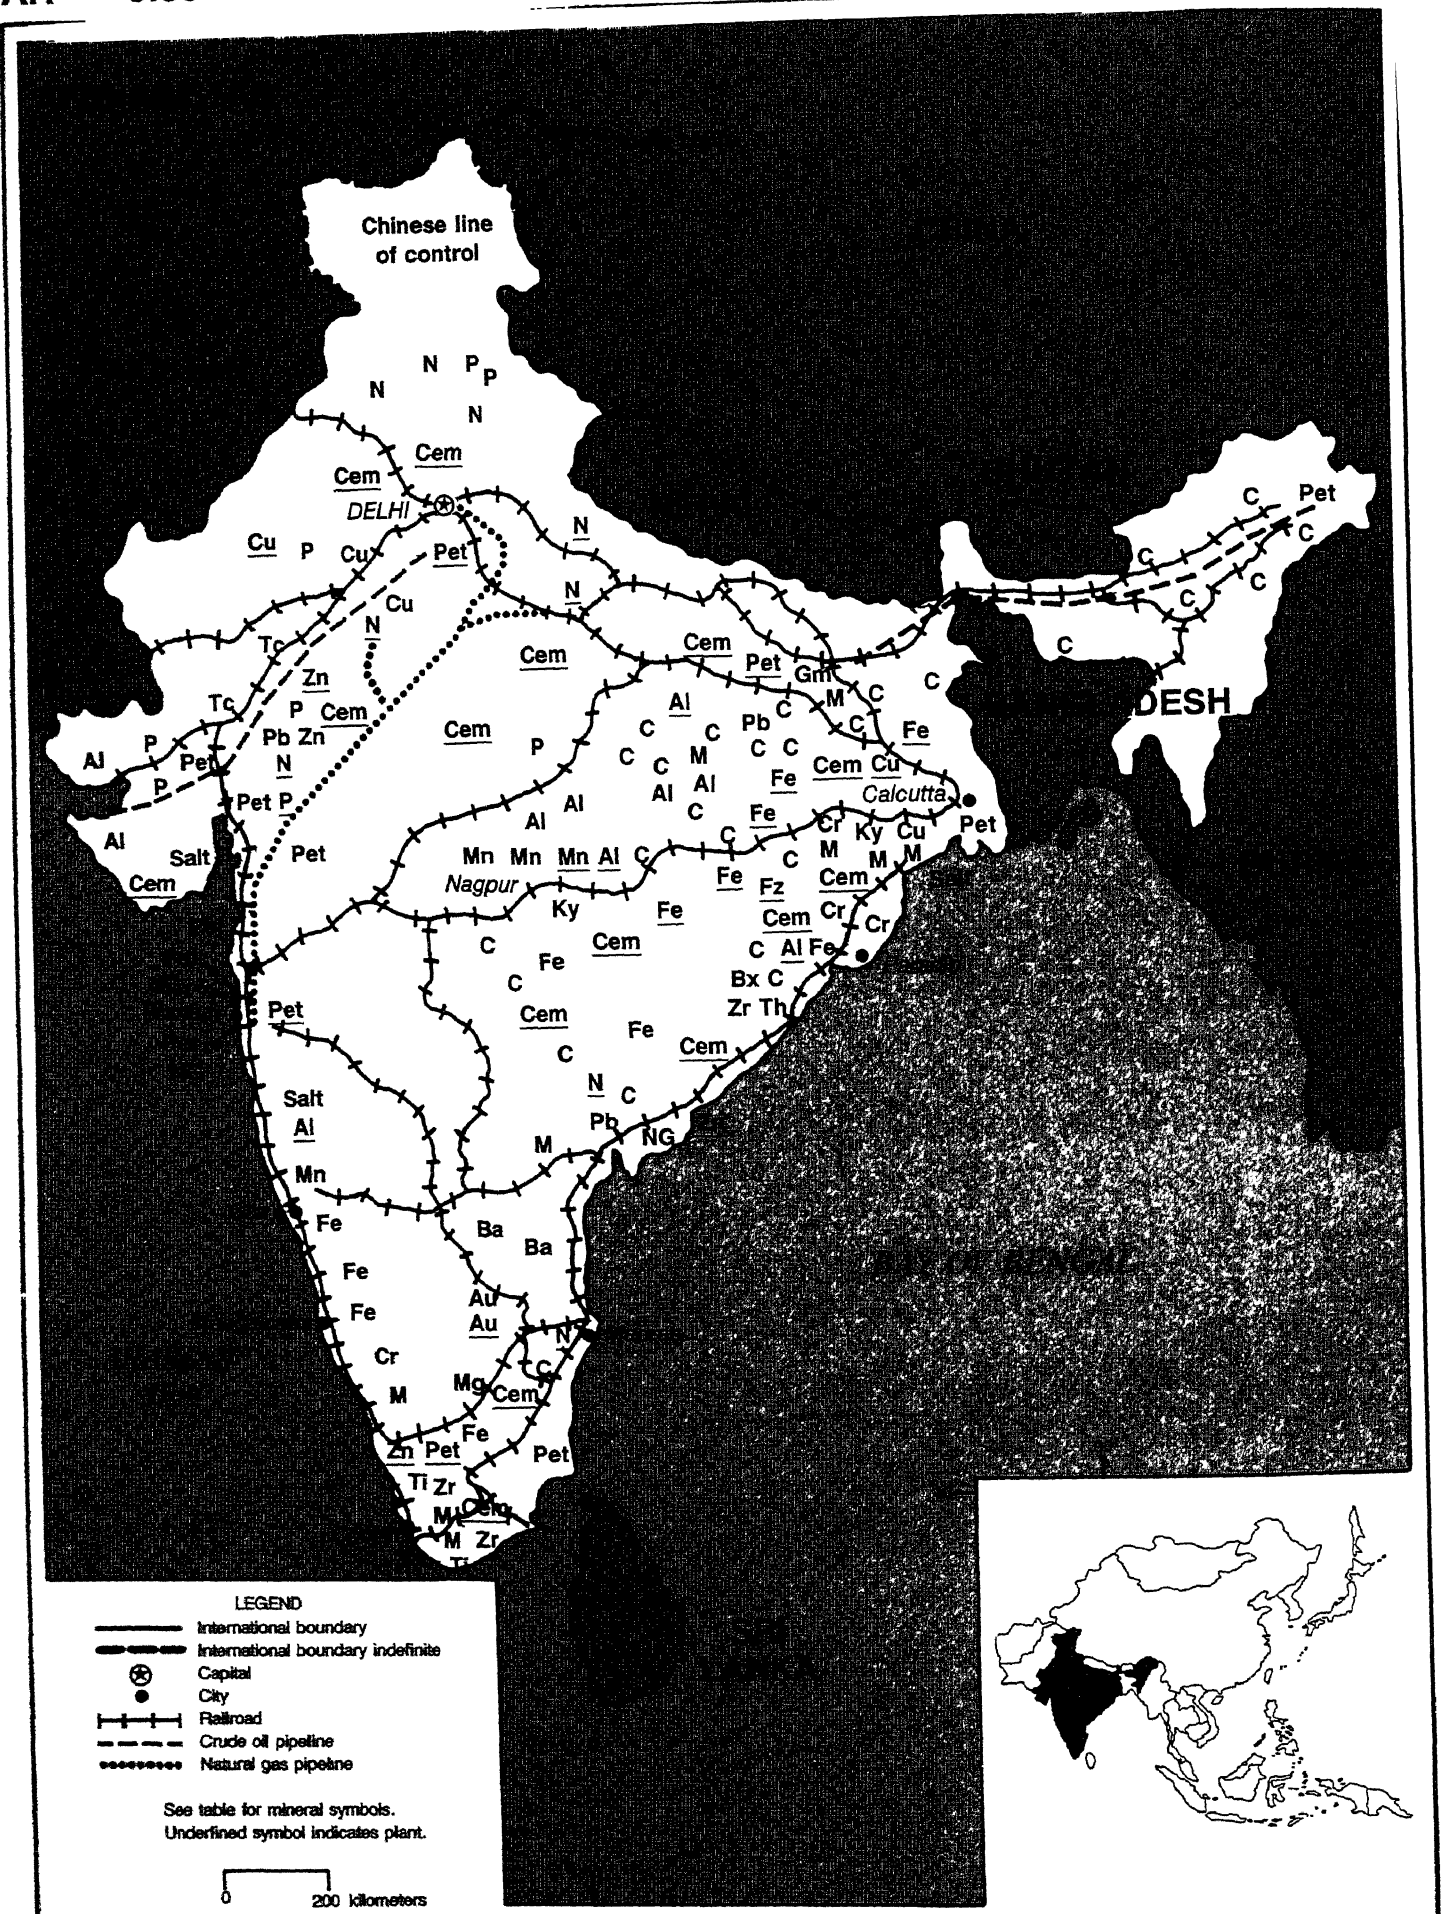 Chinese line
of control
N P
P
N
N
Cem
Cem
DELHI
N
C Pet
C
Cu P Cu Pet
C
C
N
C
Cu
N
Tc
Cem
Cem
C
Zn
Pet
Gm
C
Tc
P
Cem
Al
C
M
C
DESH
Pb
C
Fe
Pb Zn
Cem
P
C
C
C C
Al
P
Pet
N
C
M
Fe
Cem Cu
P
Al
Al
Calcutta
Pet P
Al
C
Fe
Al
Cr
Ky Cu
Pet
Al
Salt
Pet
Mn Mn Mn Al C
C
C
M
M
M
Cem
Nagpur
Fe
Fz
Cem
Ky
Fe
Cem
Cr
Cr
C
Cem
C
Al Fe
Fe
C
Bx C
Pet
Cem
Fe
Zr Th
C
Cem
Salt
N
C
Al
Pb
NG
M
Mn
Fe
Ba
Ba
BAY OF BENGAL
Fe
Au
Fe
Au
N
Cr
C
M
Mg
Cem
Fe
Zn Pet
Pet
Ti Zr
M
Cem
M Zr
Ti
LEGEND
International boundary
International boundary indefinite
Capital
City
Railroad
Crude oil pipeline
Natural gas pipeline
See table for mineral symbols.
Underfined symbol indicates plant.
0 200 kilometers